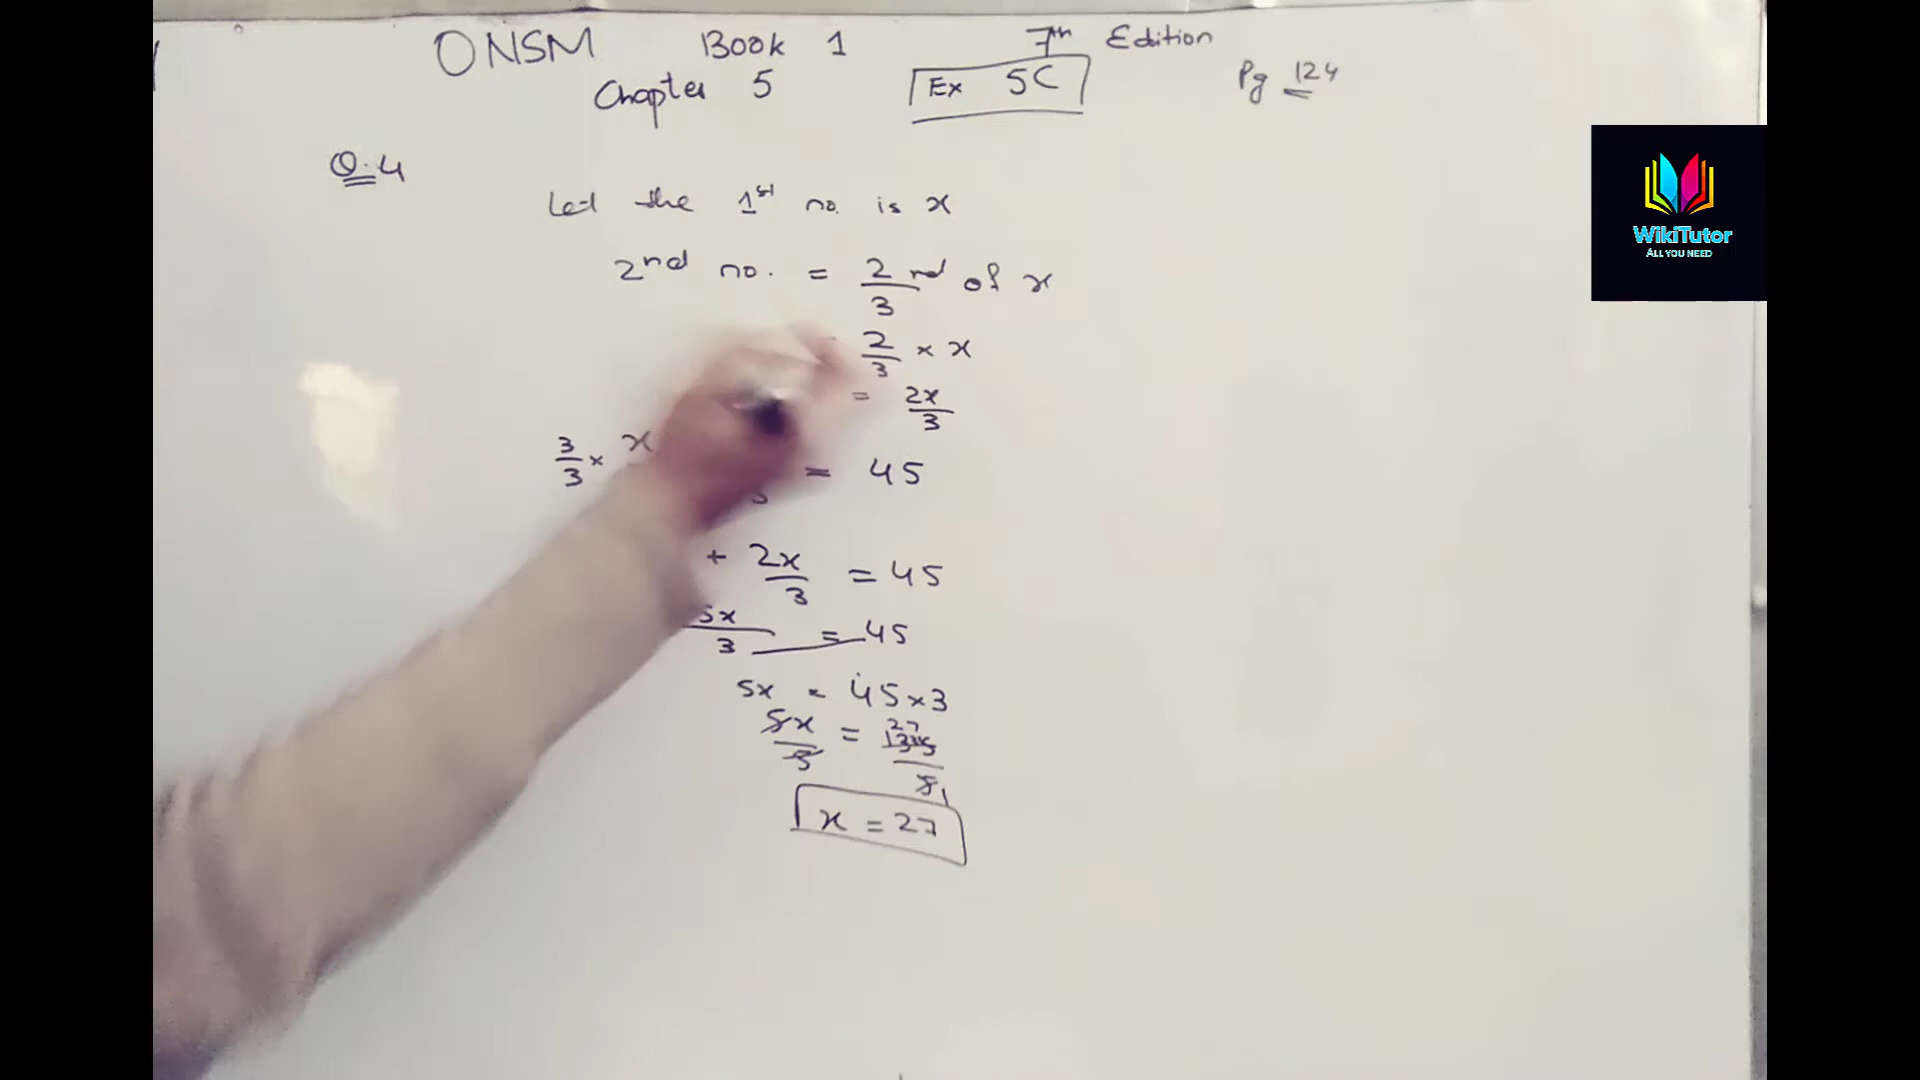 ONSM Book 1 7th Edition
Chapter 5 Ex 5C Pg 124
Q.4
Let the 1st no. is x
2nd no. = 2/3 rd of x
2/3 × x
= 2x/3
3/3 × x = 45
+ 2x/3 = 45
5x/3 = 45
5x = 45×3
5x/5 = 135/5 27 1
x = 27
WikiTutor
ALL YOU NEED